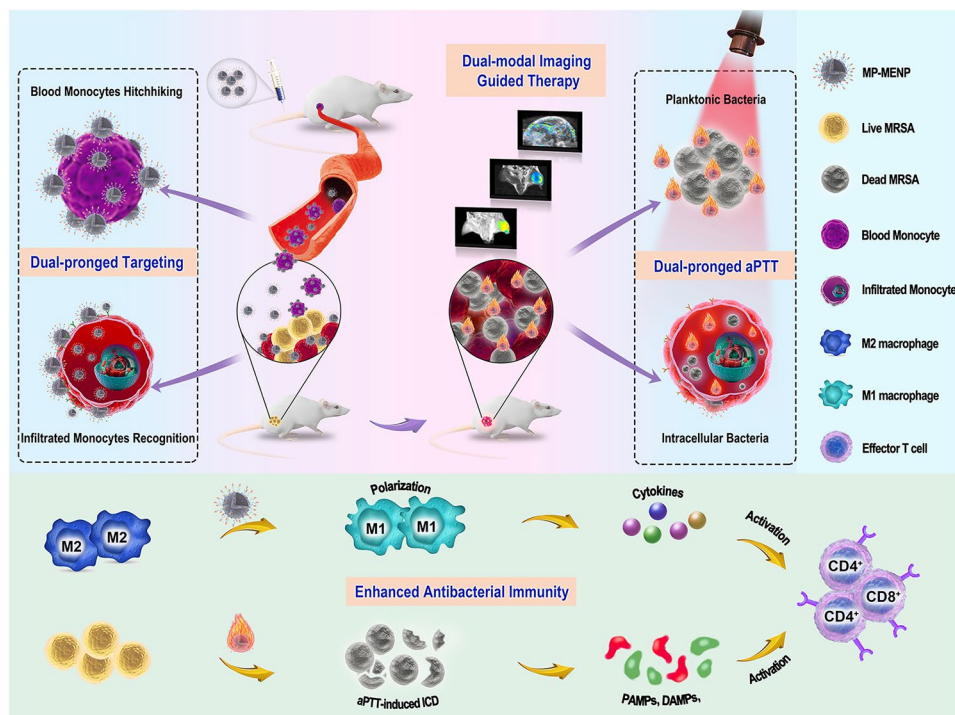 Blood Monocytes Hitchhiking
Dual-pronged Targeting
Infiltrated Monocytes Recognition
Dual-modal Imaging
Guided Therapy
Planktonic Bacteria
Dual-pronged aPTT
Intracellular Bacteria
MP-MENP
Live MRSA
Dead MRSA
Blood Monocyte
Infiltrated Monocyte
M2 macrophage
M1 macrophage
Effector T cell
M2
M2
Polarization
M1
M1
Cytokines
Activation
CD4+
CD8+
CD4+
Enhanced Antibacterial Immunity
aPTT-induced ICD
PAMPs, DAMPs,
Activation